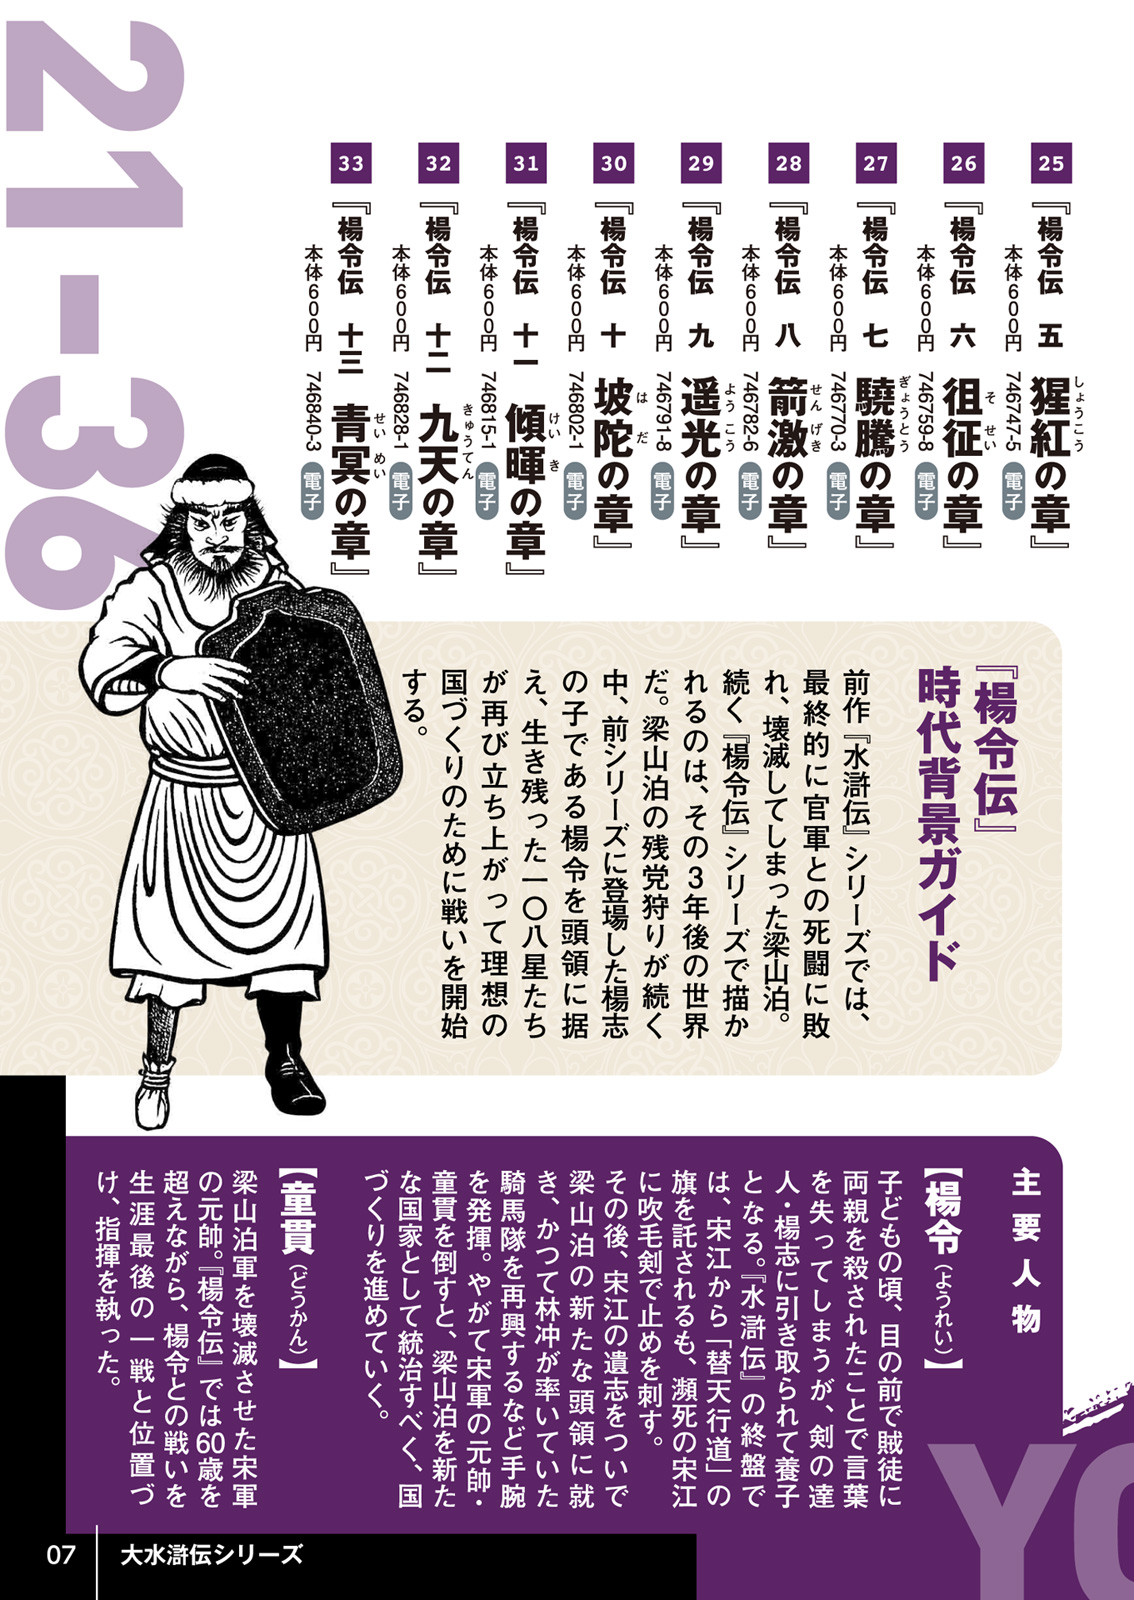 21-36
25
『楊令伝 五 猩紅の章』
しょうこう
本体600円 746747-5 電子
26
『楊令伝 六 徂征の章』
そせい
本体600円 746759-8 電子
27
『楊令伝 七 驍騰の章』
ぎょうとう
本体600円 746770-3 電子
28
『楊令伝 八 箭激の章』
せんげき
本体600円 746782-6 電子
29
『楊令伝 九 遥光の章』
ようこう
本体600円 746791-8 電子
30
『楊令伝 十 坡陀の章』
はだ
本体600円 746802-1 電子
31
『楊令伝 十一 傾暉の章』
けいき
本体600円 746815-1 電子
32
『楊令伝 十二 九天の章』
きゅうてん
本体600円 746828-1 電子
33
『楊令伝 十三 青冥の章』
せいめい
本体600円 746840-3 電子
『楊令伝』
時代背景ガイド
前作『水滸伝』シリーズでは、
最終的に官軍との死闘に敗
れ、壊滅してしまった梁山泊。
続く『楊令伝』シリーズで描か
れるのは、その3年後の世界
だ。梁山泊の残党狩りが続く
中、前シリーズに登場した楊志
の子である楊令を頭領に据
え、生き残った一〇八星たち
が再び立ち上がって理想の
国づくりのために戦いを開始
する。
主要人物
【楊令（ようれい）】
子どもの頃、目の前で賊徒に
両親を殺されたことで言葉
を失ってしまうが、剣の達
人・楊志に引き取られて養子
となる。『水滸伝』の終盤で
は、宋江から「替天行道」の
旗を託されるも、瀕死の宋江
に吹毛剣で止めを刺す。
その後、宋江の遺志をついで
梁山泊の新たな頭領に就
き、かつて林冲が率いていた
騎馬隊を再興するなど手腕
を発揮。やがて宋軍の元帥・
童貫を倒すと、梁山泊を新た
な国家として統治すべく、国
づくりを進めていく。
【童貫（どうかん）】
梁山泊軍を壊滅させた宋軍
の元帥。『楊令伝』では60歳を
超えながら、楊令との戦いを
生涯最後の一戦と位置づ
け、指揮を執った。
YO
07
大水滸伝シリーズ